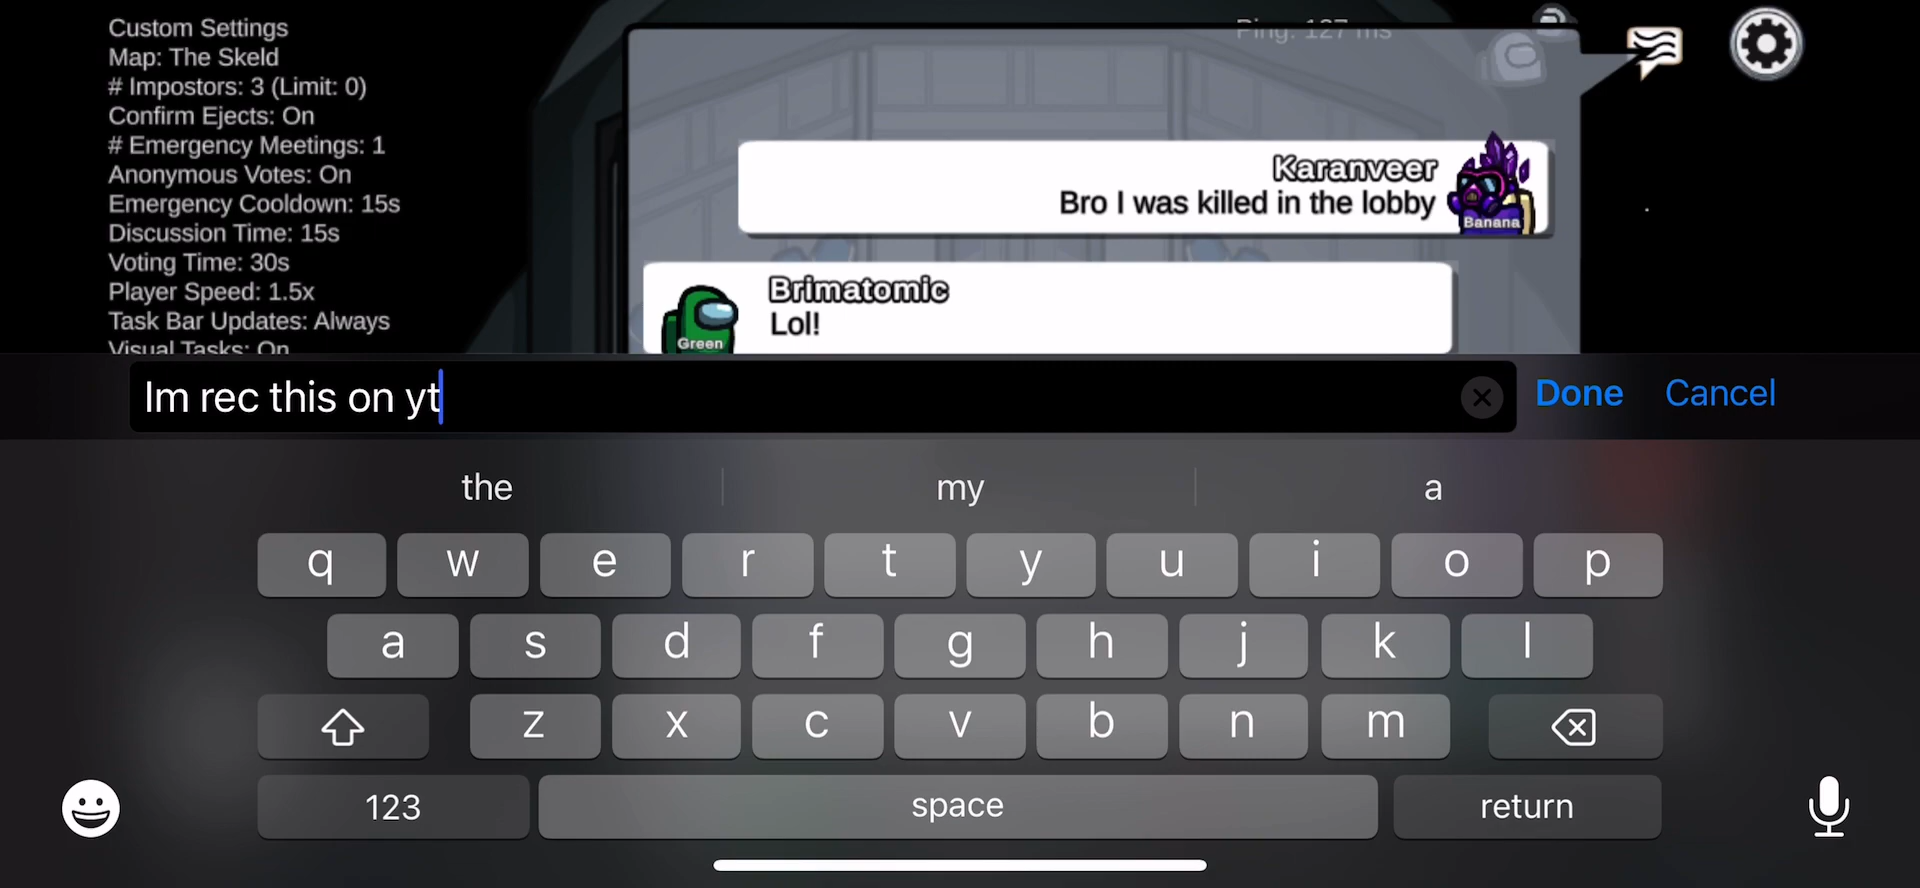 Custom Settings
Map: The Skeld
# Impostors: 3 (Limit: 0)
Confirm Ejects: On
# Emergency Meetings: 1
Anonymous Votes: On
Emergency Cooldown: 15s
Discussion Time: 15s
Voting Time: 30s
Player Speed: 1.5x
Task Bar Updates: Always
Visual Tasks: On
Ping: 127 ms
Karanveer
Bro I was killed in the lobby
Banana
Brimatomic
Lol!
Green
Im rec this on yt
Done Cancel
the my a
q w e r t y u i o p
a s d f g h j k l
z x c v b n m
123 space return